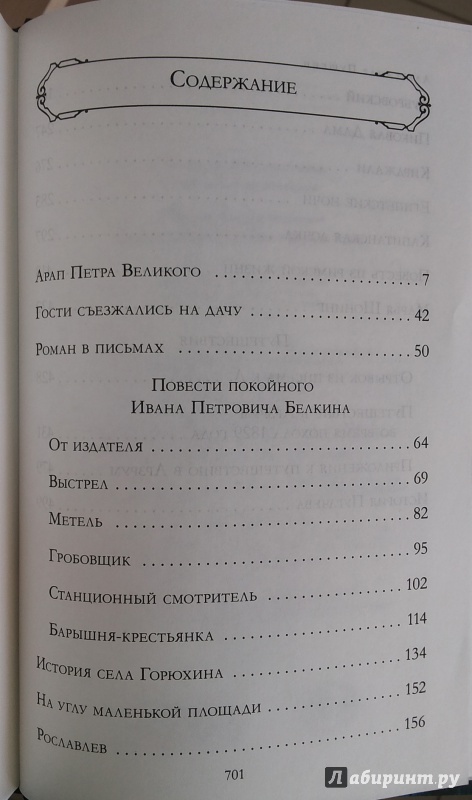 Содержание
Арап Петра Великого 7
Гости съезжались на дачу 42
Роман в письмах 50
Повести покойного
Ивана Петровича Белкина
От издателя 64
Выстрел 69
Метель 82
Гробовщик 95
Станционный смотритель 102
Барышня-крестьянка 114
История села Горюхина 134
На углу маленькой площади 152
Рославлев 156
701
Лабиринт.ру